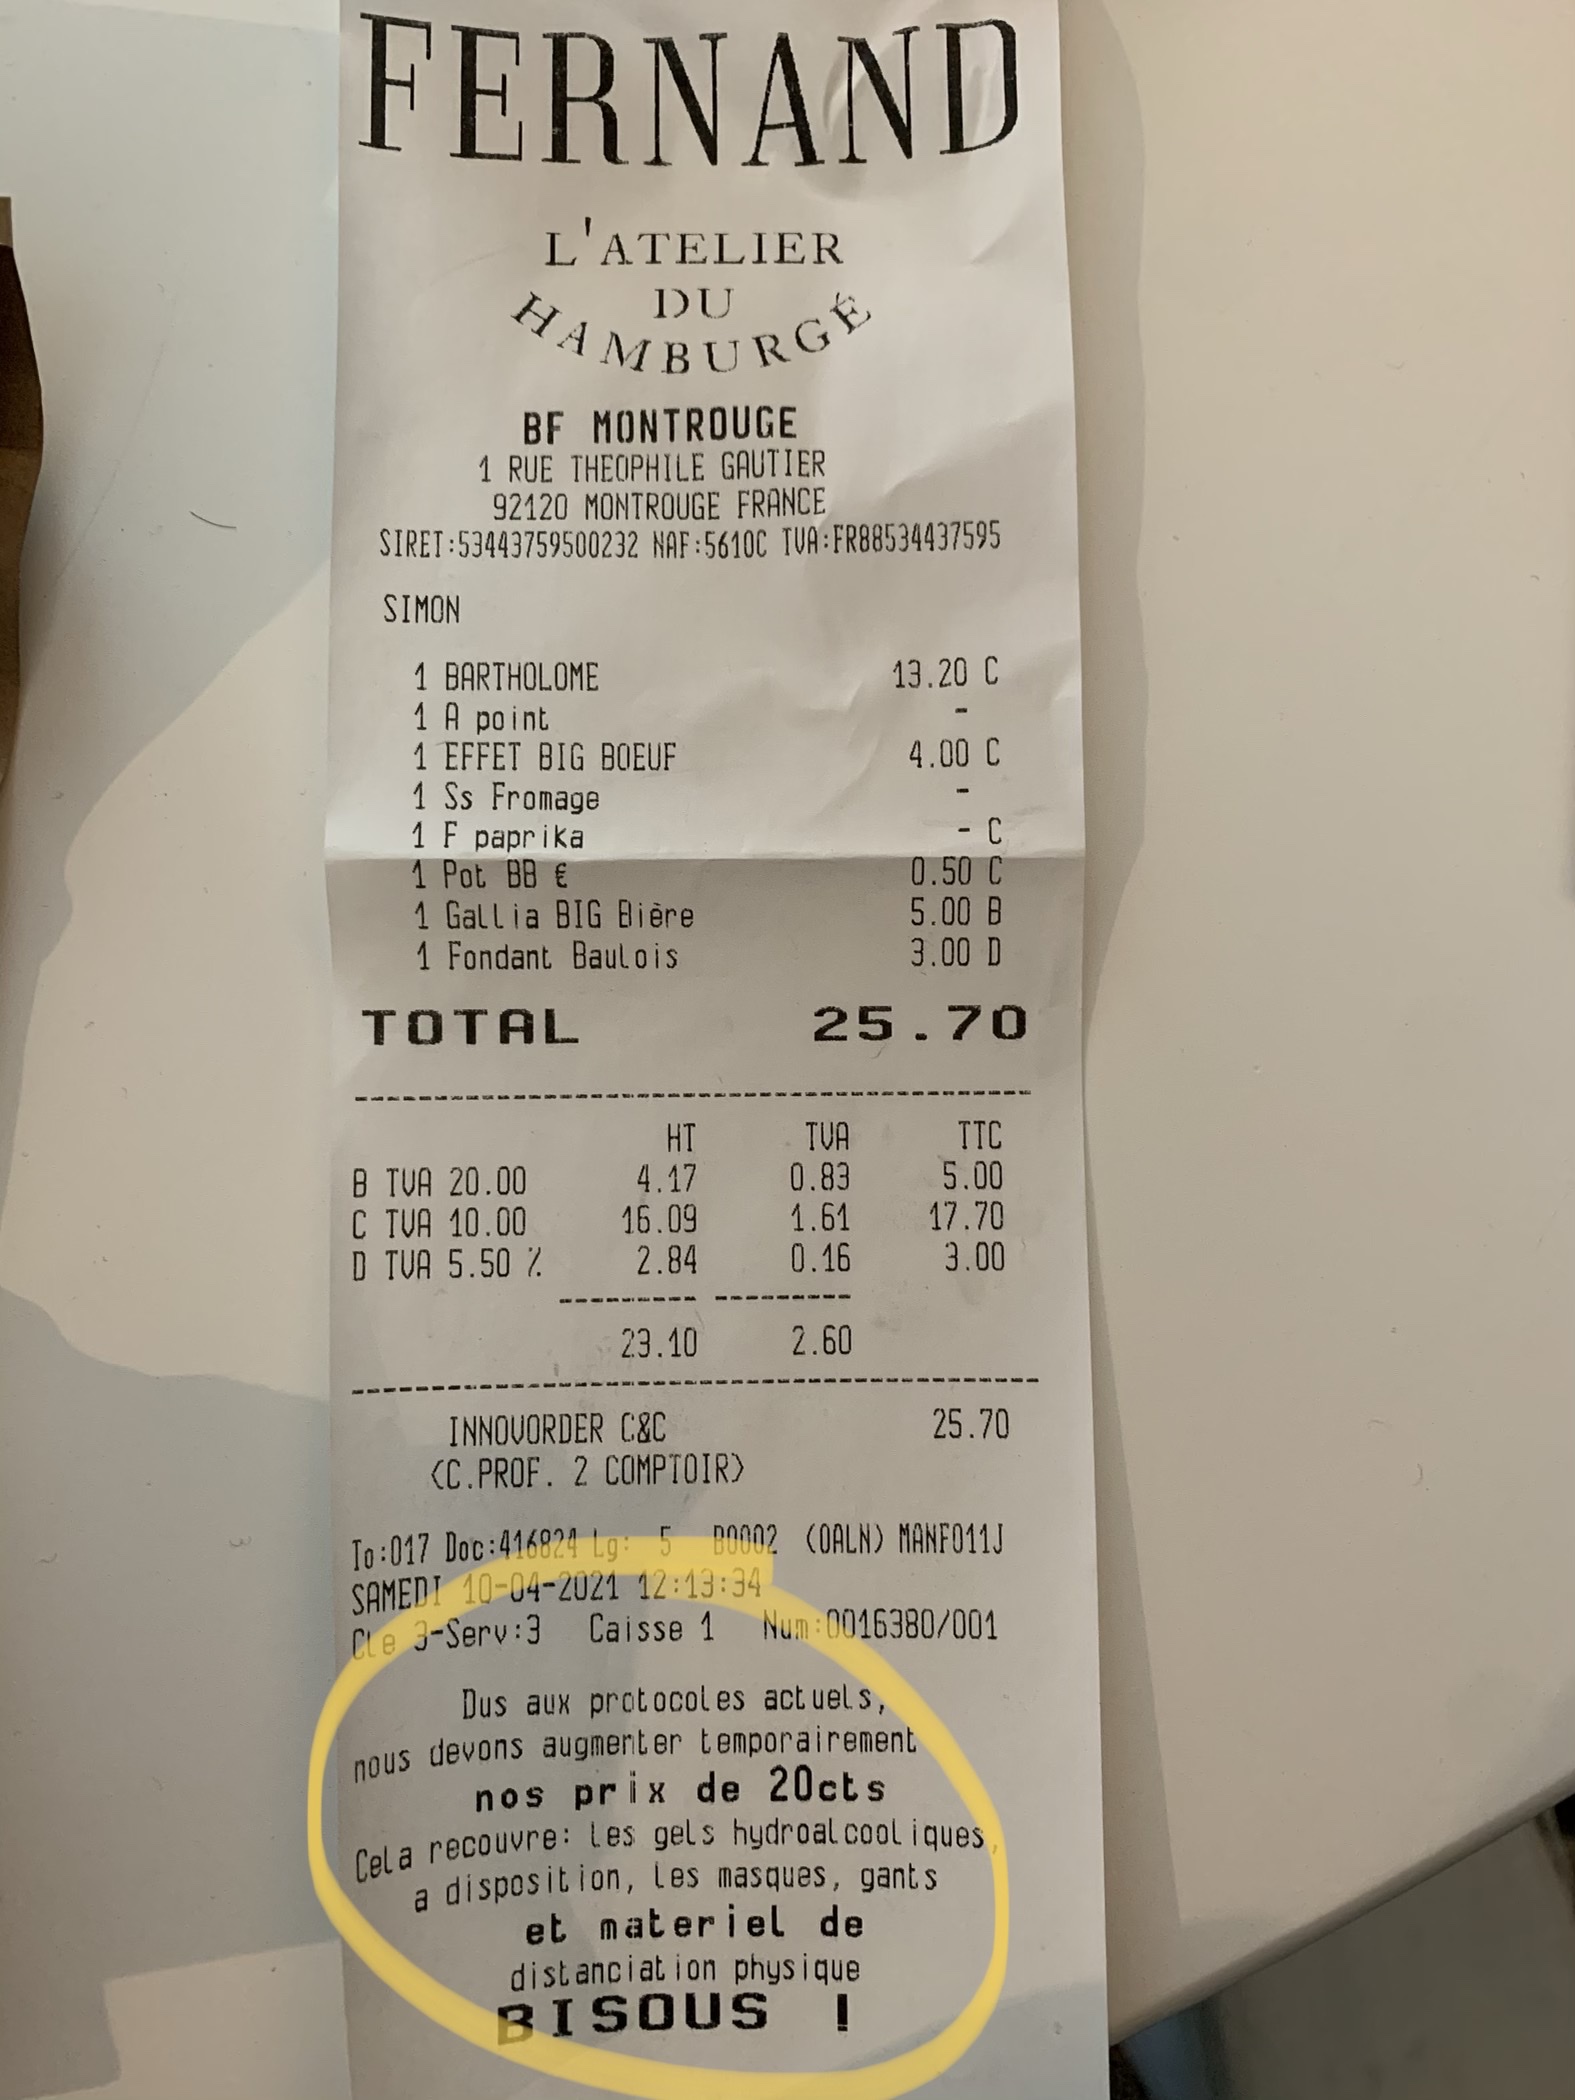 FERNAND
L'ATELIER
DU
HAMBURGÉ
BF MONTROUGE
1 RUE THEOPHILE GAUTIER
92120 MONTROUGE FRANCE
SIRET:53443759500232 NAF:5610C TVA:FR88534437595
SIMON
1 BARTHOLOME 13.20 C
1 A point -
1 EFFET BIG BOEUF 4.00 C
1 Ss Fromage -
1 F paprika - C
1 Pot BB € 0.50 C
1 Gallia BIG Bière 5.00 B
1 Fondant Baulois 3.00 D
TOTAL 25.70
HT TVA TTC
B TVA 20.00 4.17 0.83 5.00
C TVA 10.00 16.09 1.61 17.70
D TVA 5.50 % 2.84 0.16 3.00
23.10 2.60
INNOVORDER C&C 25.70
<C.PROF. 2 COMPTOIR>
To:017 Doc:416824 Lg: 5 B0002 (OALN) MANF011J
SAMEDI 10-04-2021 12:13:34
Cle 3-Serv:3 Caisse 1 Num:0016380/001
Dus aux protocoles actuels,
nous devons augmenter temporairement
nos prix de 20cts
Cela recouvre: les gels hydroalcooliques,
a disposition, les masques, gants
et materiel de
distanciation physique
BISOUS !